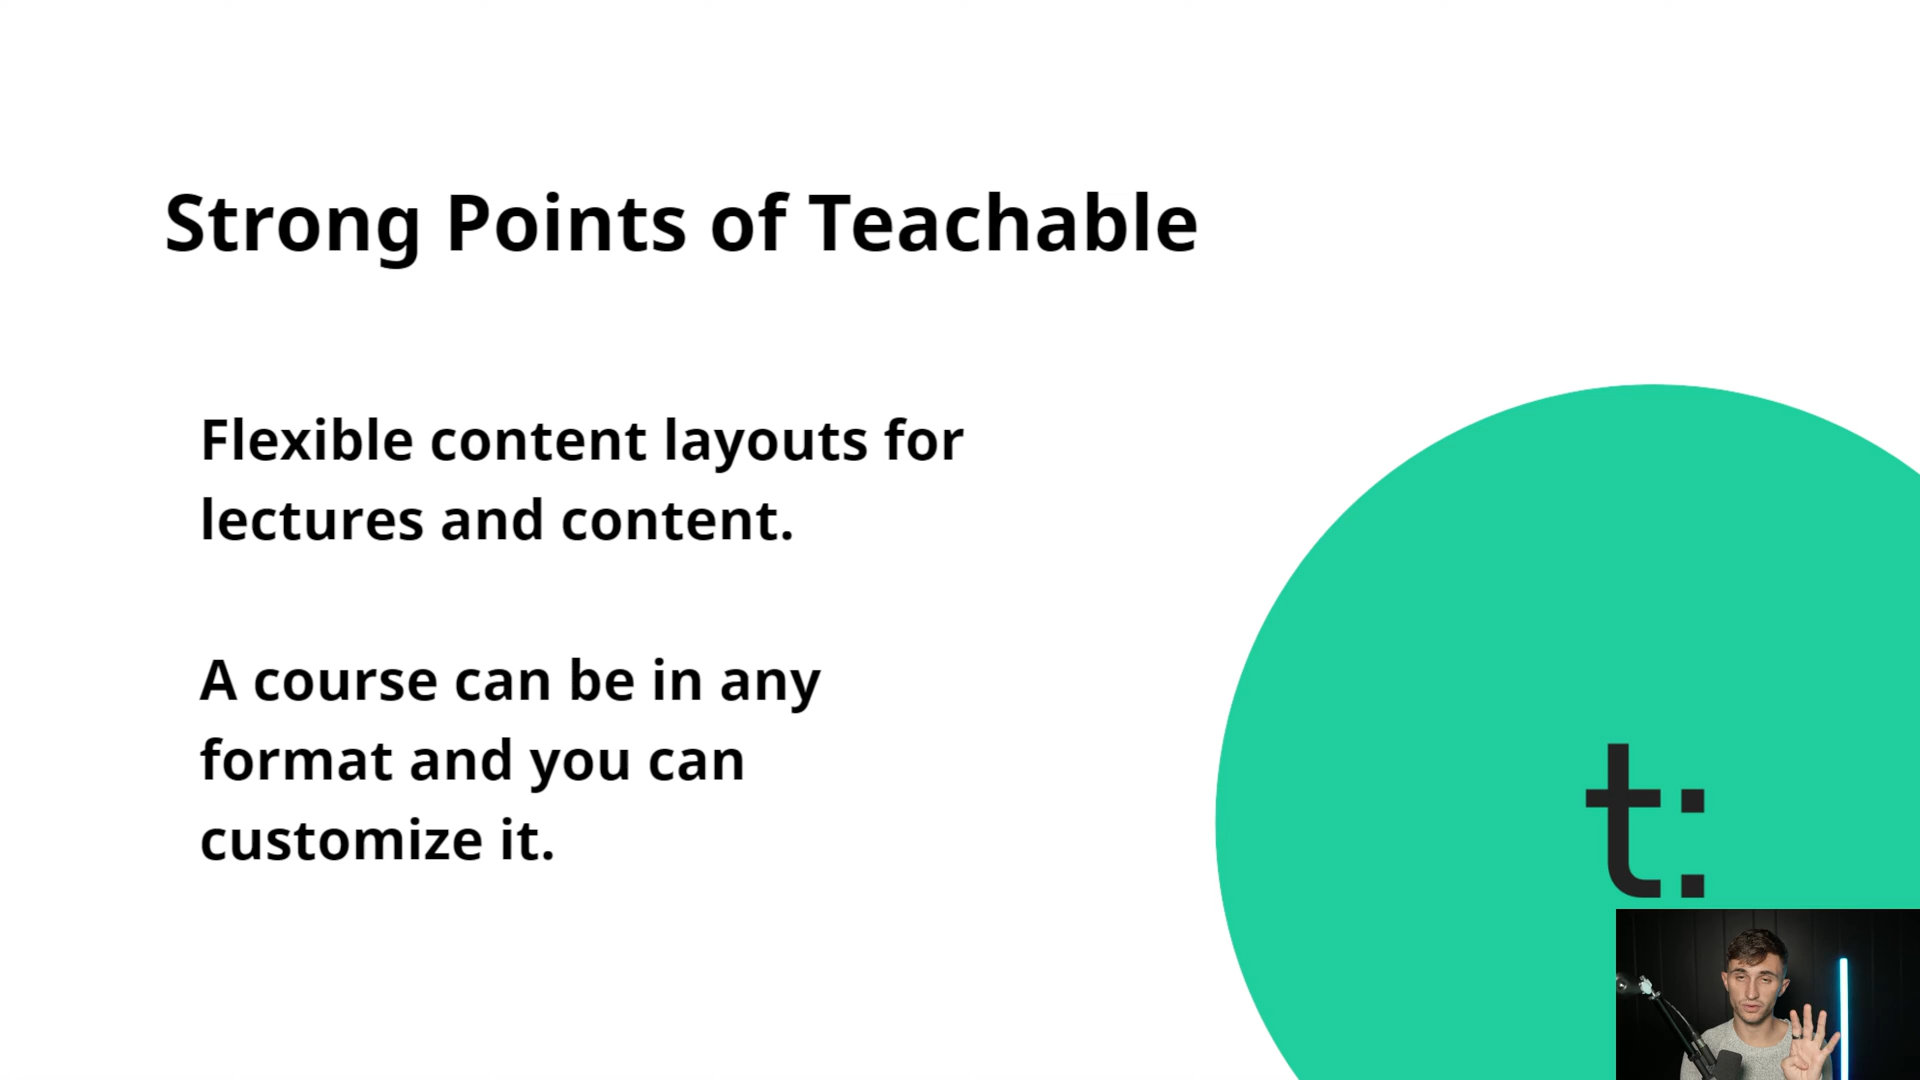 Strong Points of Teachable
Flexible content layouts for
lectures and content.
A course can be in any
format and you can
customize it.
t: